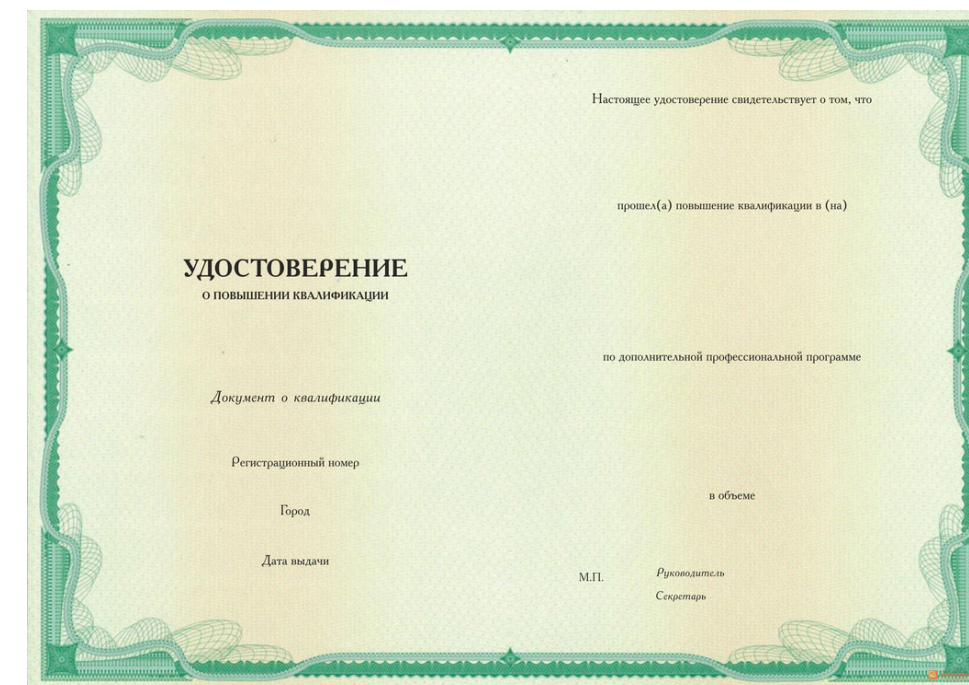 УДОСТОВЕРЕНИЕ
О ПОВЫШЕНИИ КВАЛИФИКАЦИИ
Документ о квалификации
Регистрационный номер
Город
Дата выдачи
Настоящее удостоверение свидетельствует о том, что
прошел(а) повышение квалификации в (на)
по дополнительной профессиональной программе
в объеме
М.П.
Руководитель
Секретарь